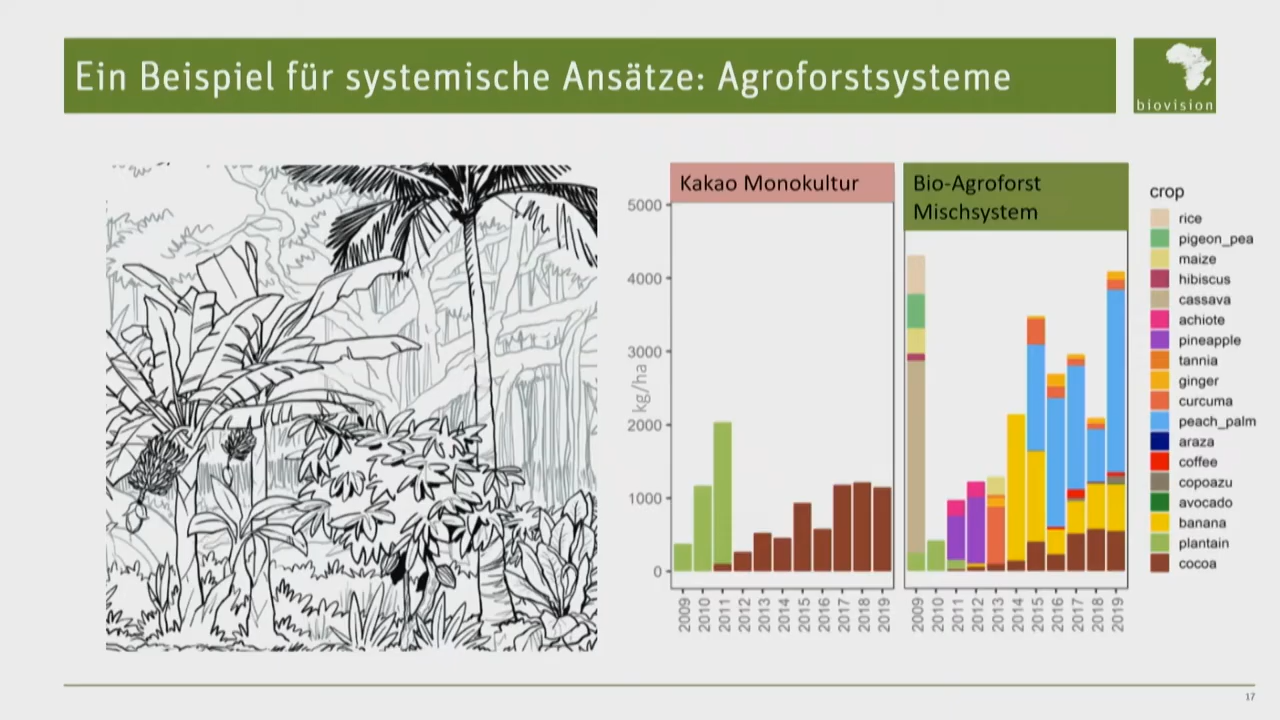 Ein Beispiel für systemische Ansätze: Agroforstsysteme
biovision
Kakao Monokultur
Bio-Agroforst
Mischsystem
crop
rice
pigeon_pea
maize
hibiscus
cassava
achiote
pineapple
tannia
ginger
curcuma
peach_palm
araza
coffee
copoazu
avocado
banana
plantain
cocoa
kg/ha
5000
4000
3000
2000
1000
0
2009
2010
2011
2012
2013
2014
2015
2016
2017
2018
2019
2009
2010
2011
2012
2013
2014
2015
2016
2017
2018
2019
17